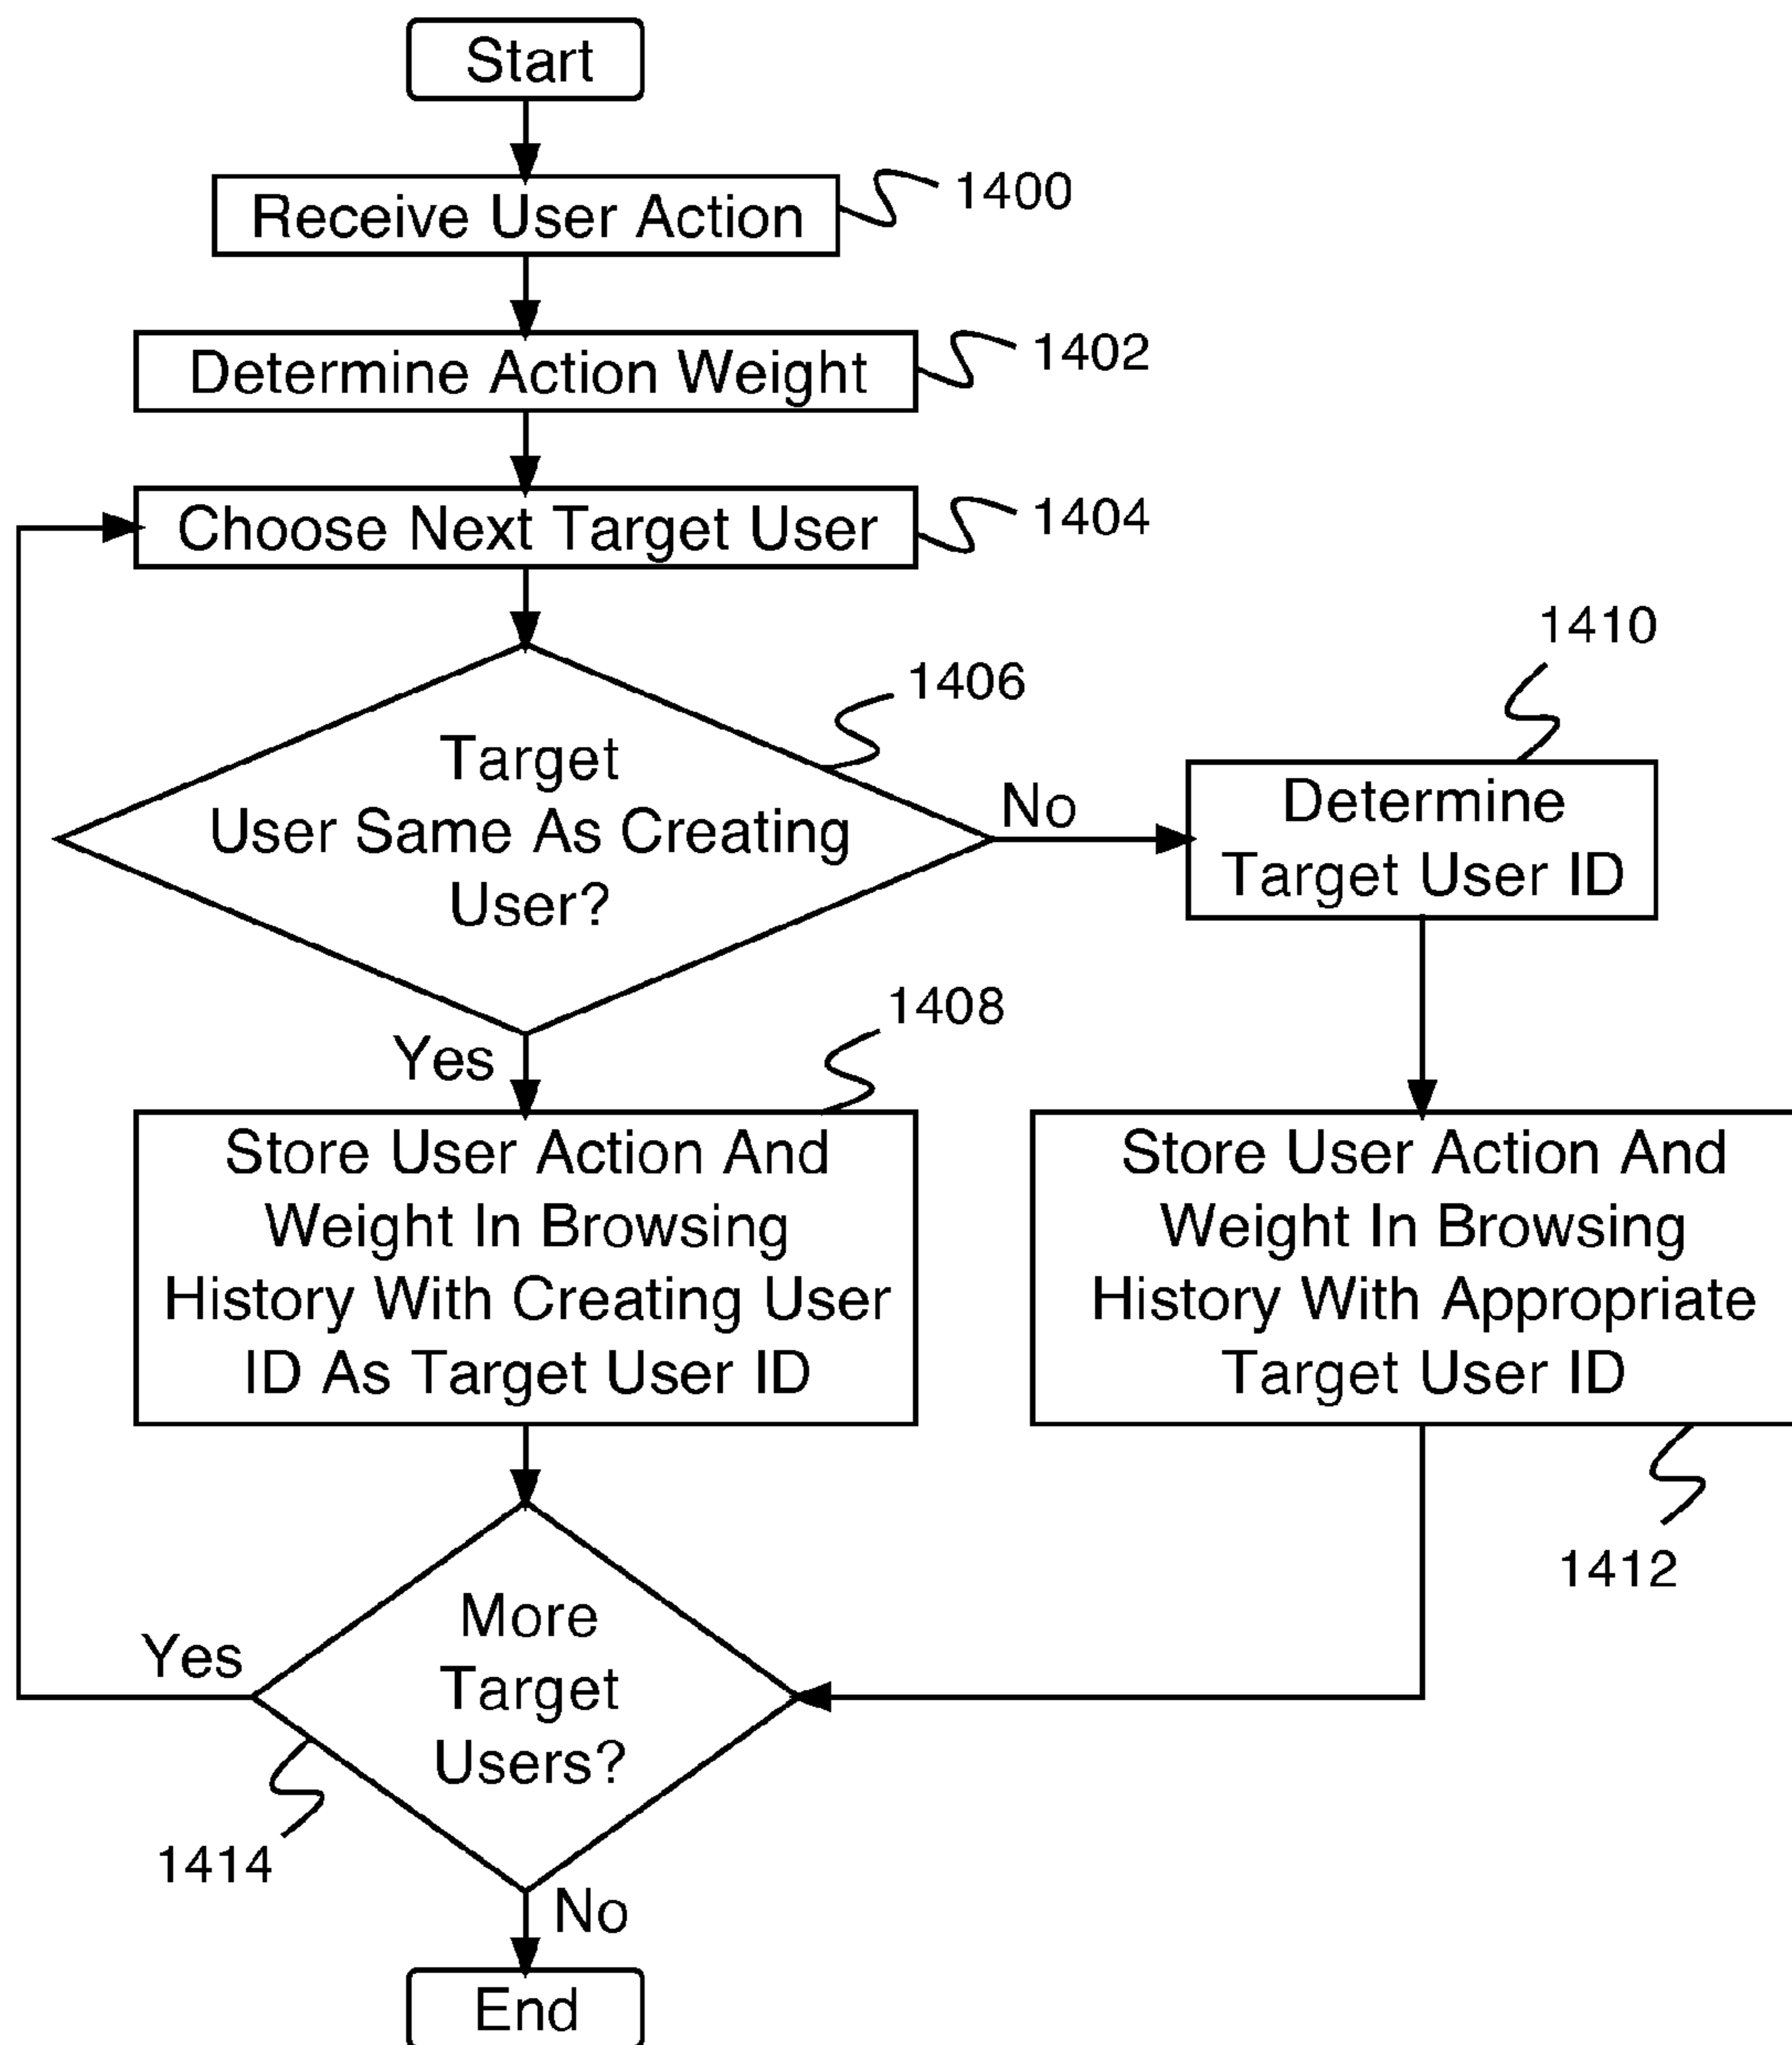 Start
Receive User Action
1400
Determine Action Weight
1402
Choose Next Target User
1404
Target
User Same As Creating
User?
1406
No
Determine
Target User ID
1410
Yes
Store User Action And
Weight In Browsing
History With Creating User
ID As Target User ID
1408
Store User Action And
Weight In Browsing
History With Appropriate
Target User ID
1412
More
Target
Users?
Yes
1414
No
End